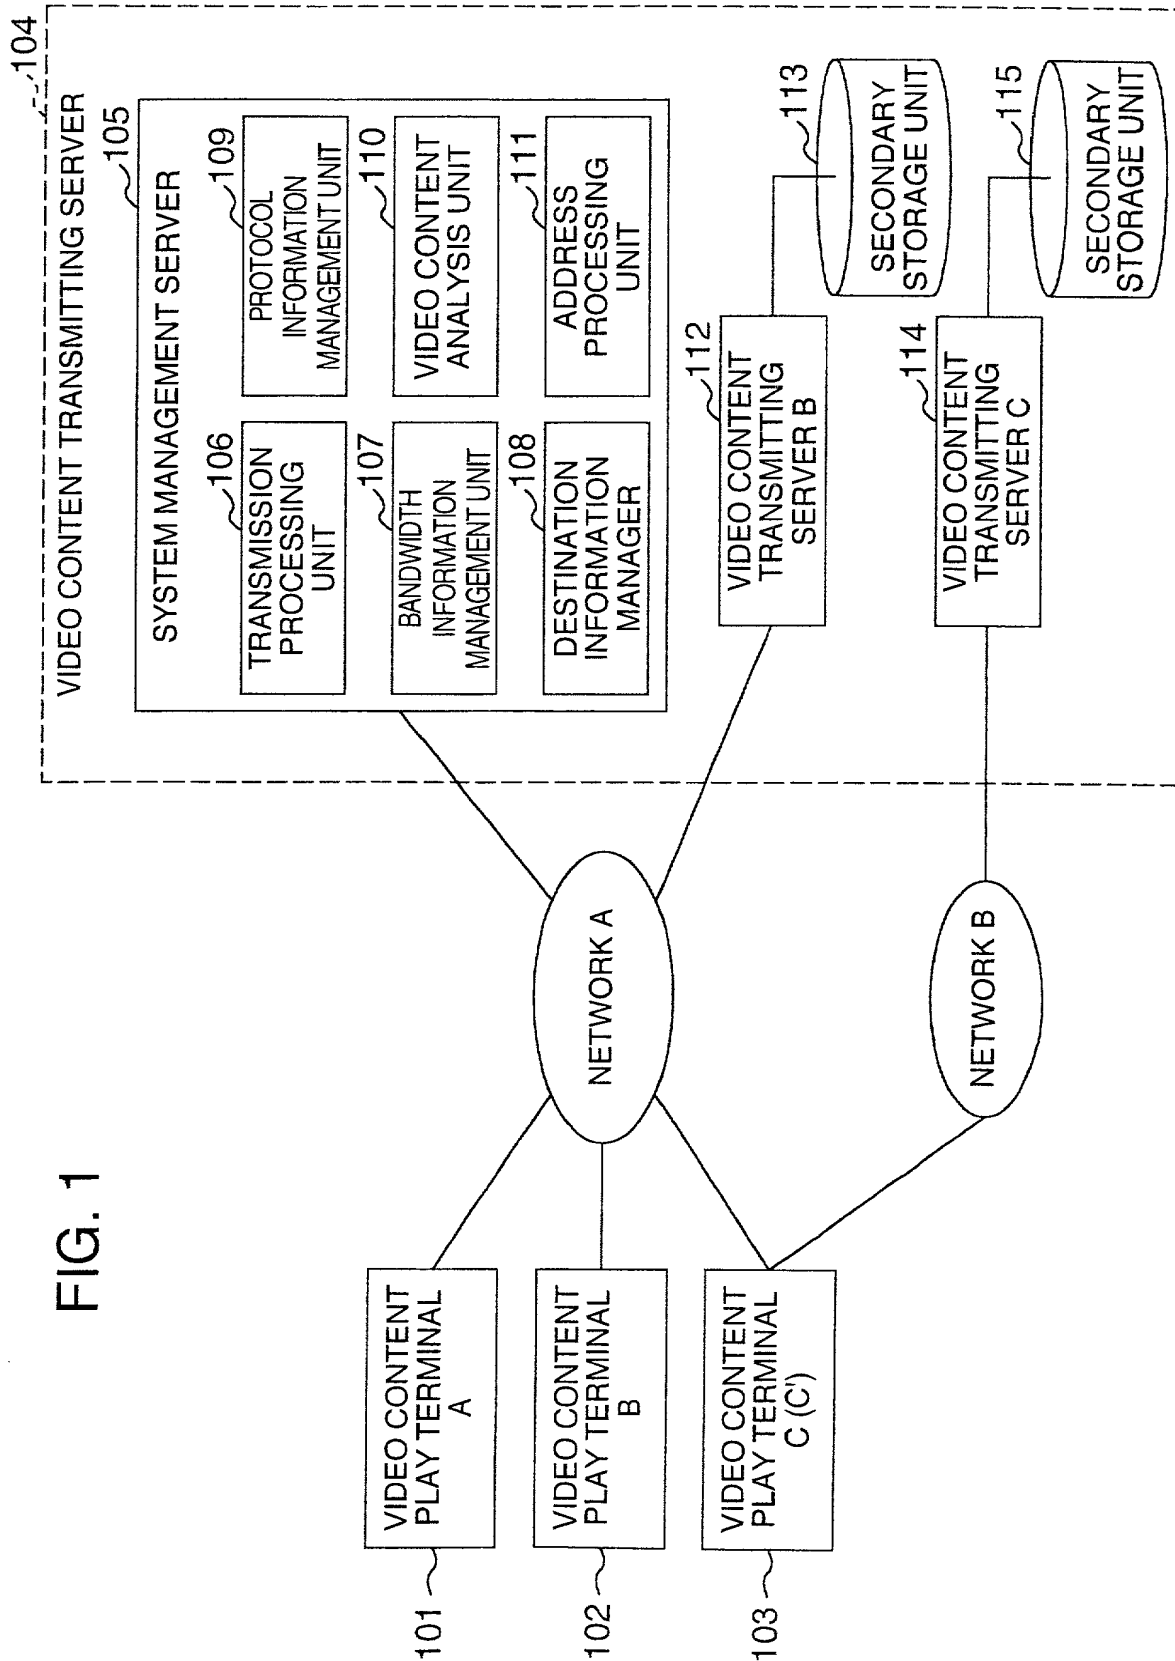 FIG. 1
104
VIDEO CONTENT TRANSMITTING SERVER
105
SYSTEM MANAGEMENT SERVER
106
TRANSMISSION
PROCESSING
UNIT
109
PROTOCOL
INFORMATION
MANAGEMENT UNIT
107
BANDWIDTH
INFORMATION
MANAGEMENT UNIT
110
VIDEO CONTENT
ANALYSIS UNIT
108
DESTINATION
INFORMATION
MANAGER
111
ADDRESS
PROCESSING
UNIT
101
VIDEO CONTENT
PLAY TERMINAL
A
102
VIDEO CONTENT
PLAY TERMINAL
B
103
VIDEO CONTENT
PLAY TERMINAL
C (C')
NETWORK A
NETWORK B
112
VIDEO CONTENT
TRANSMITTING
SERVER B
113
SECONDARY
STORAGE UNIT
114
VIDEO CONTENT
TRANSMITTING
SERVER C
115
SECONDARY
STORAGE UNIT